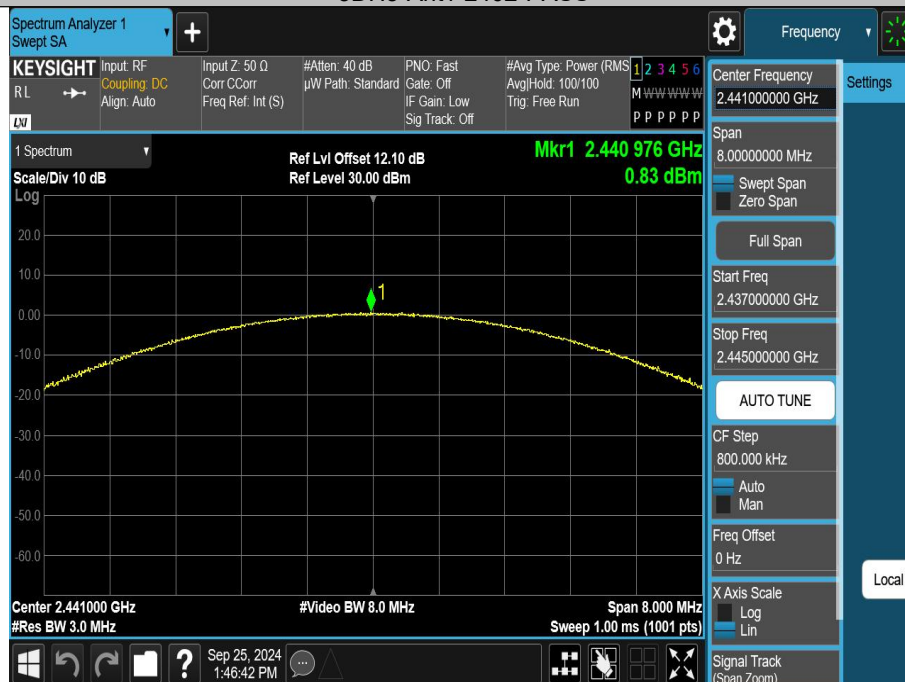 Spectrum Analyzer 1
Swept SA
Frequency
KEYSIGHT
RL
LXI
Input: RF
Coupling: DC
Align: Auto
Input Z: 50 Ω
Corr CCorr
Freq Ref: Int (S)
#Atten: 40 dB
µW Path: Standard
PNO: Fast
Gate: Off
IF Gain: Low
Sig Track: Off
#Avg Type: Power (RMS
Avg|Hold: 100/100
Trig: Free Run
1 2 3 4 5 6
M W W W W W
P P P P P P
1 Spectrum
Scale/Div 10 dB
Log
Ref Lvl Offset 12.10 dB
Ref Level 30.00 dBm
Mkr1 2.440 976 GHz
0.83 dBm
20.0
10.0
0.00
-10.0
-20.0
-30.0
-40.0
-50.0
-60.0
1
Center 2.441000 GHz
#Res BW 3.0 MHz
#Video BW 8.0 MHz
Span 8.000 MHz
Sweep 1.00 ms (1001 pts)
Sep 25, 2024
1:46:42 PM
Center Frequency
2.441000000 GHz
Settings
Span
8.00000000 MHz
Swept Span
Zero Span
Full Span
Start Freq
2.437000000 GHz
Stop Freq
2.445000000 GHz
AUTO TUNE
CF Step
800.000 kHz
Auto
Man
Freq Offset
0 Hz
Local
X Axis Scale
Log
Lin
Signal Track
(Span Zoom)